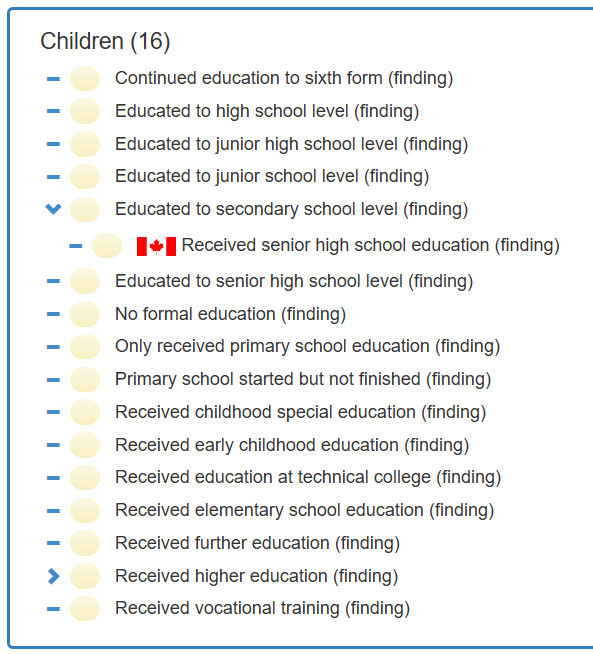 Children (16)
Continued education to sixth form (finding)
Educated to high school level (finding)
Educated to junior high school level (finding)
Educated to junior school level (finding)
Educated to secondary school level (finding)
Received senior high school education (finding)
Educated to senior high school level (finding)
No formal education (finding)
Only received primary school education (finding)
Primary school started but not finished (finding)
Received childhood special education (finding)
Received early childhood education (finding)
Received education at technical college (finding)
Received elementary school education (finding)
Received further education (finding)
Received higher education (finding)
Received vocational training (finding)